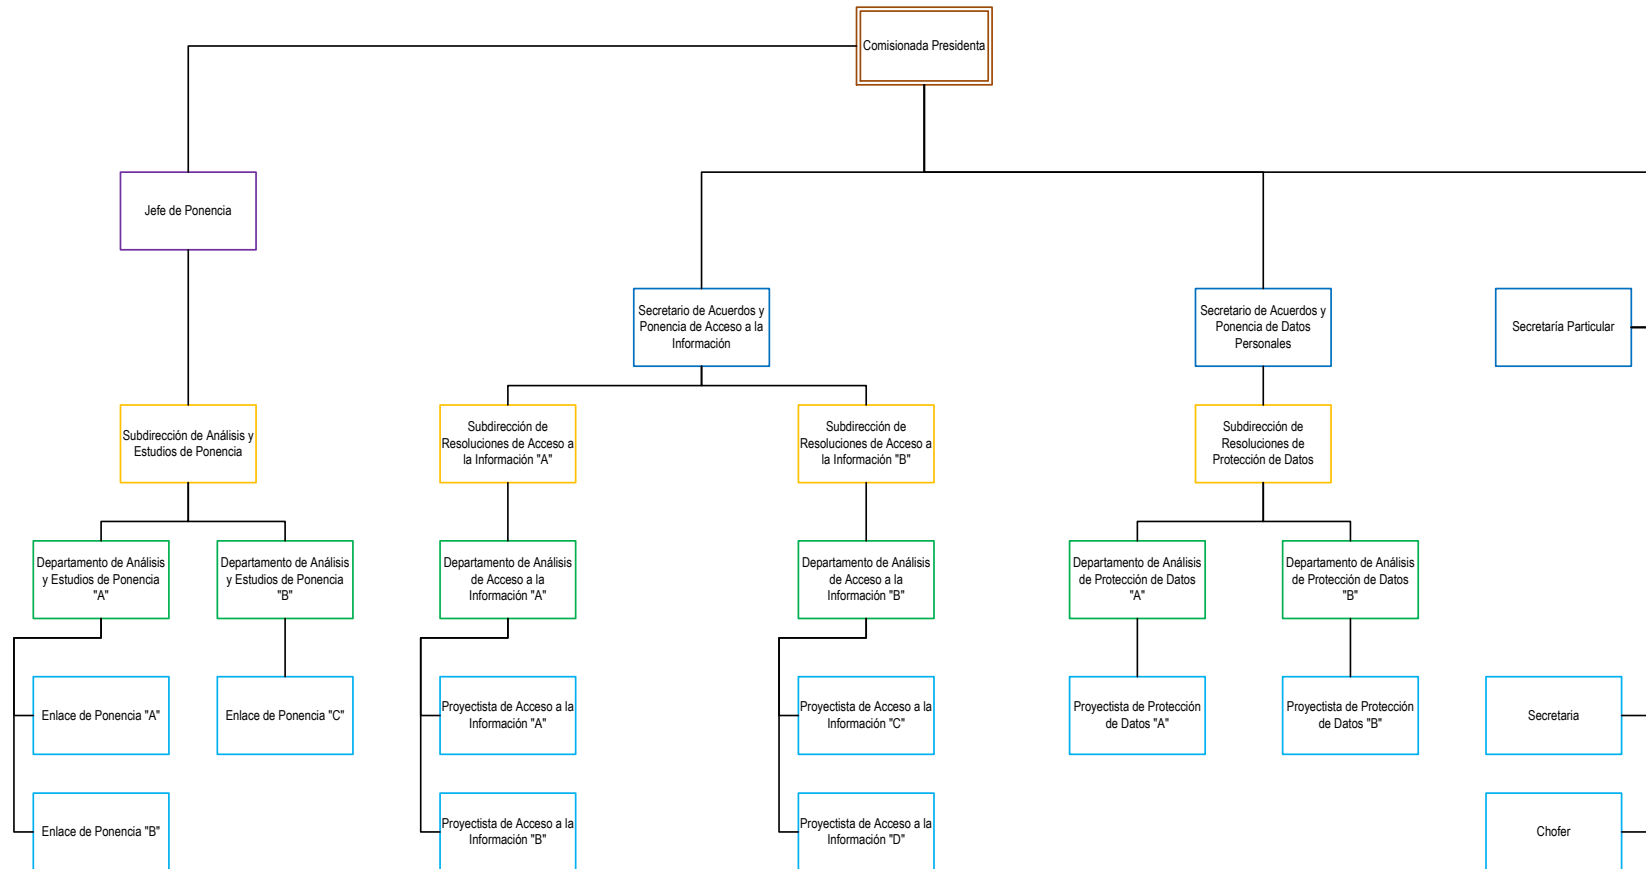 Comisionada Presidenta
Jefe de Ponencia
Secretario de Acuerdos y
Ponencia de Acceso a la
Información
Secretario de Acuerdos y
Ponencia de Datos
Personales
Secretaría Particular
Subdirección de Análisis y
Estudios de Ponencia
Subdirección de
Resoluciones de Acceso a
la Información "A"
Subdirección de
Resoluciones de Acceso a
la Información "B"
Subdirección de
Resoluciones de
Protección de Datos
Departamento de Análisis
y Estudios de Ponencia
"A"
Departamento de Análisis
y Estudios de Ponencia
"B"
Departamento de Análisis
de Acceso a la
Información "A"
Departamento de Análisis
de Acceso a la
Información "B"
Departamento de Análisis
de Protección de Datos
"A"
Departamento de Análisis
de Protección de Datos
"B"
Enlace de Ponencia "A"
Enlace de Ponencia "C"
Proyectista de Acceso a la
Información "A"
Proyectista de Acceso a la
Información "C"
Proyectista de Protección
de Datos "A"
Proyectista de Protección
de Datos "B"
Secretaria
Enlace de Ponencia "B"
Proyectista de Acceso a la
Información "B"
Proyectista de Acceso a la
Información "D"
Chofer